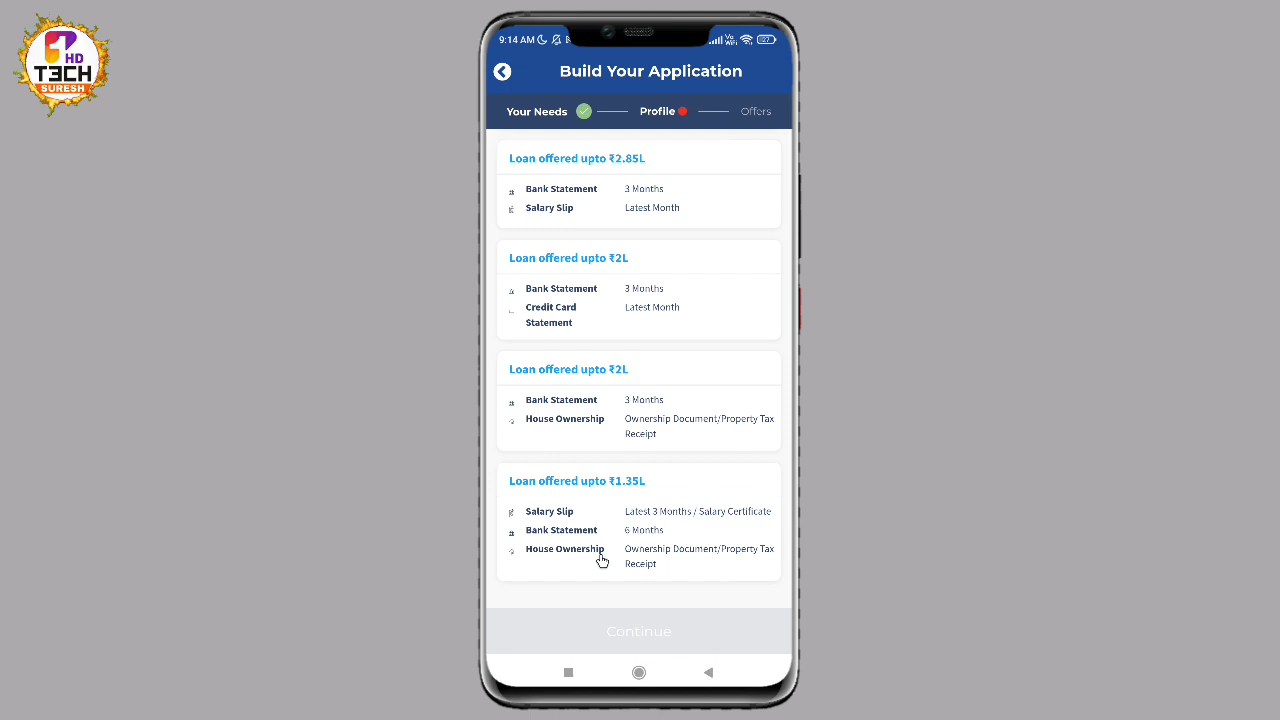 HD
TECH
SURESH
9:14 AM
Vo
WiFi
27
Build Your Application
Your Needs
Profile
Offers
Loan offered upto ₹2.85L
Bank Statement 3 Months
Salary Slip Latest Month
Loan offered upto ₹2L
Bank Statement 3 Months
Credit Card Latest Month
Statement
Loan offered upto ₹2L
Bank Statement 3 Months
House Ownership Ownership Document/Property Tax
Receipt
Loan offered upto ₹1.35L
Salary Slip Latest 3 Months / Salary Certificate
Bank Statement 6 Months
House Ownership Ownership Document/Property Tax
Receipt
Continue